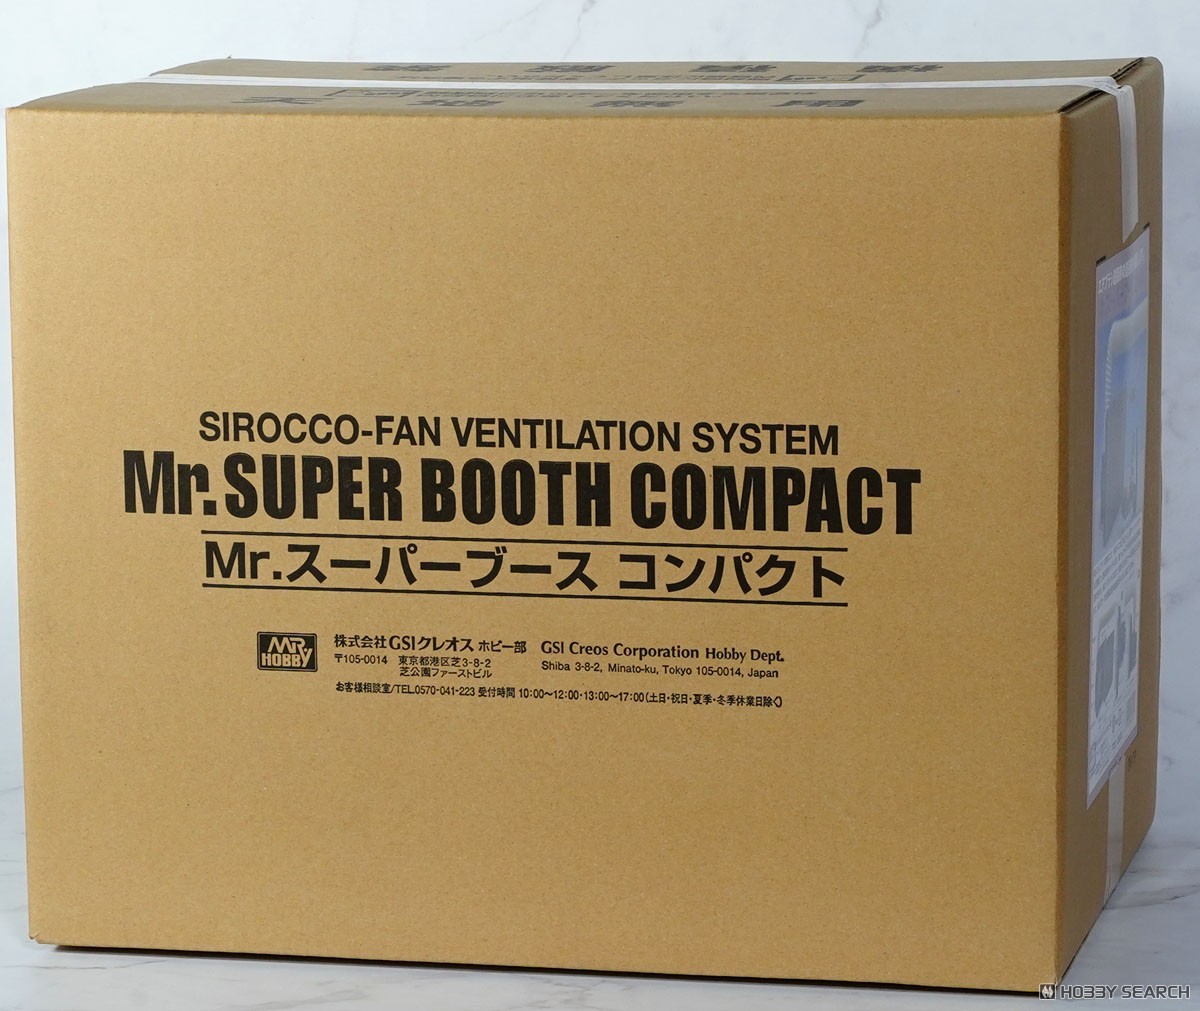 SIROCCO-FAN VENTILATION SYSTEM
Mr.SUPER BOOTH COMPACT
Mr.スーパーブース コンパクト
MR. HOBBY
株式会社GSIクレオス ホビー部
〒105-0014 東京都港区芝3-8-2
芝公園ファーストビル
GSI Creos Corporation Hobby Dept.
Shiba 3-8-2, Minato-ku, Tokyo 105-0014, Japan
お客様相談室/TEL.0570-041-223 受付時間 10:00〜12:00・13:00〜17:00(土日・祝日・夏季・冬季休業日除く)
HOBBY SEARCH